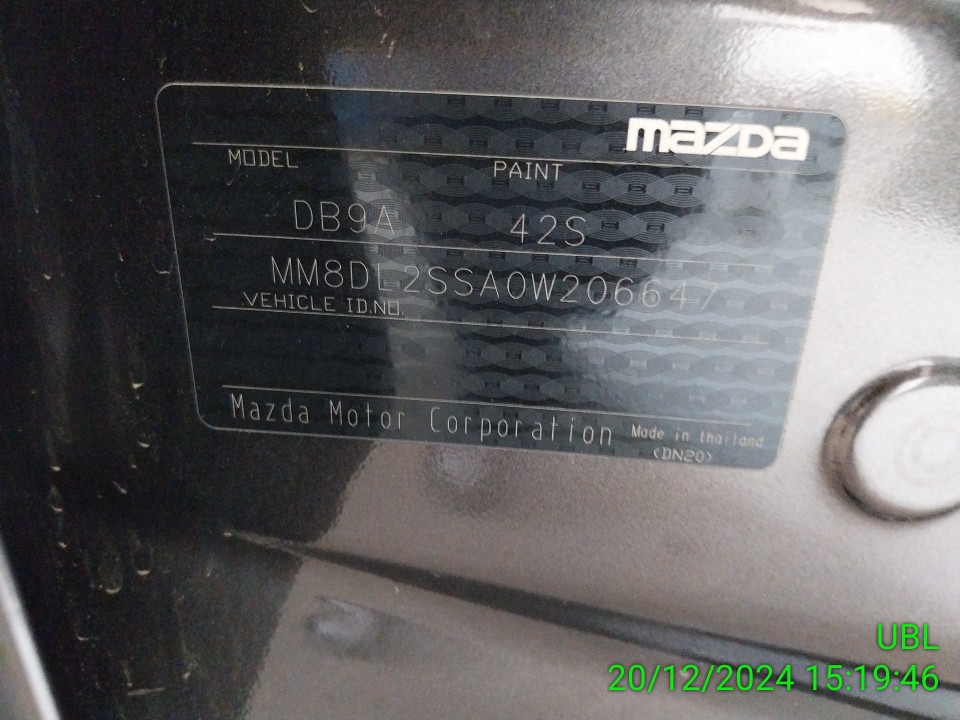 mazda
MODEL PAINT
DB9A 42S
MM8DL2SSA0W206647
VEHICLE ID.NO.
Mazda Motor Corporation Made in thailand
<DN20>
UBL
20/12/2024 15:19:46